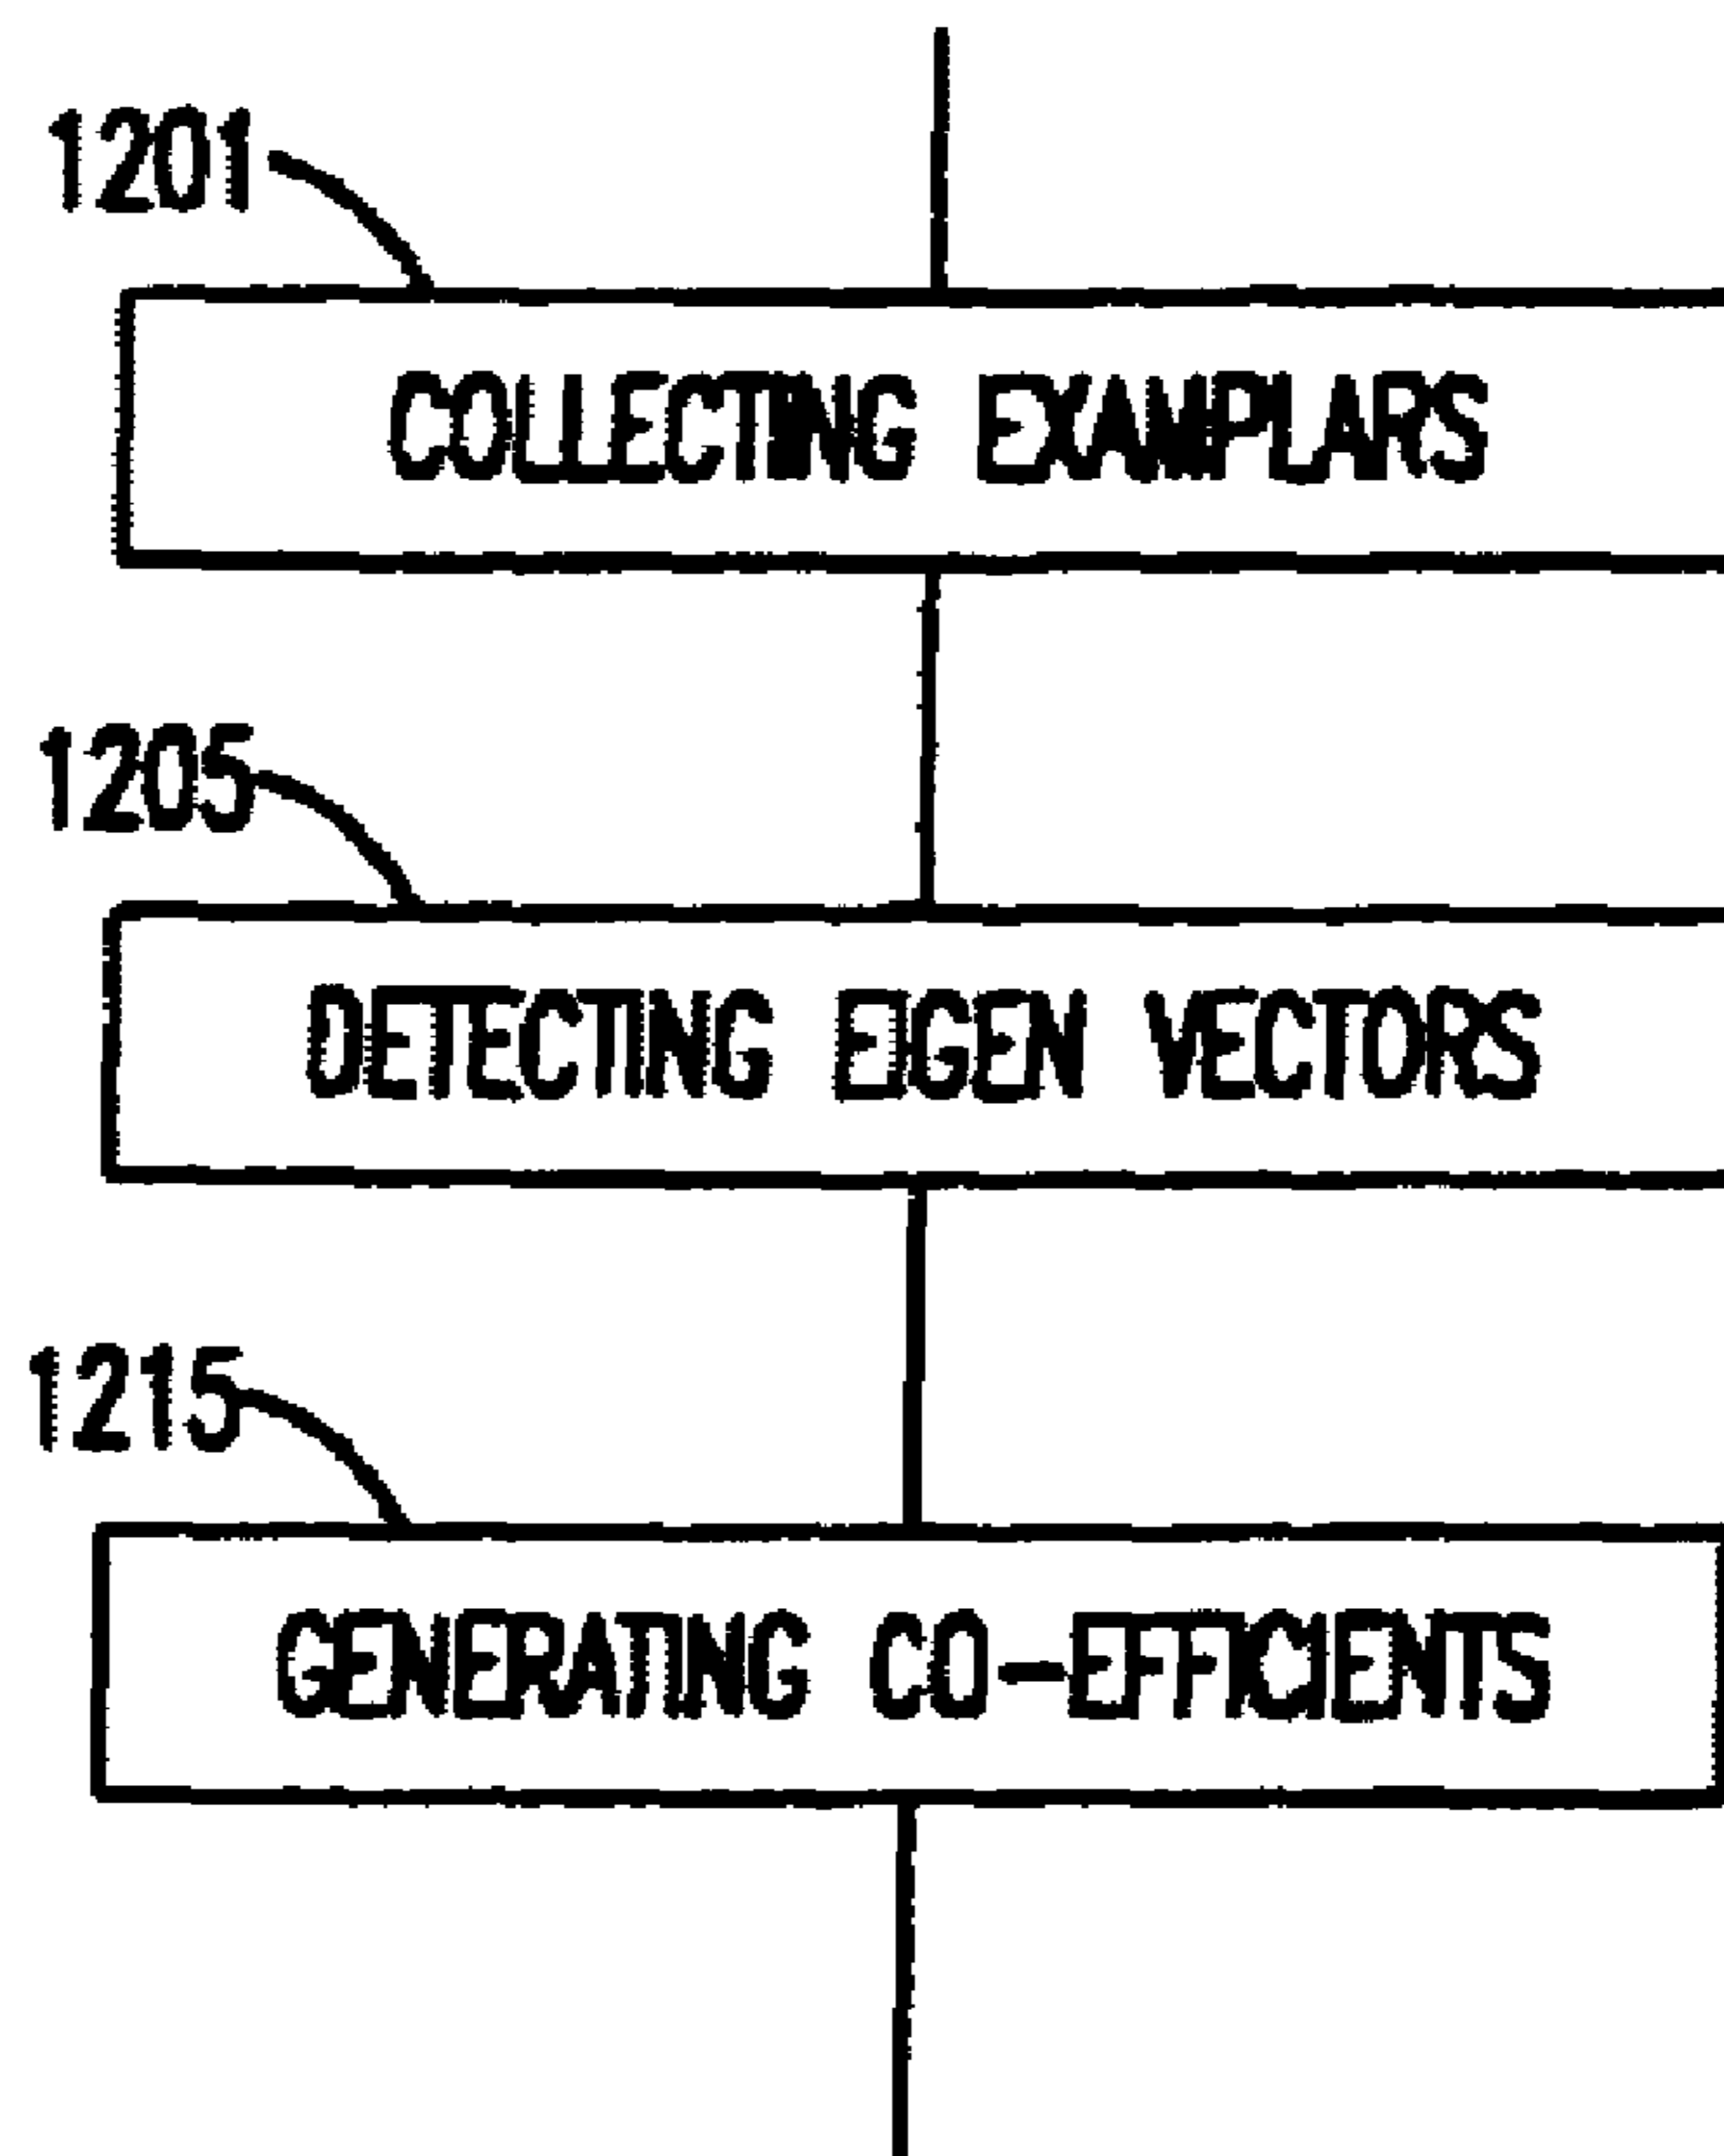 1201
COLLECTING EXAMPLARS
1205
DETECTING EIGEN VECTORS
1215
GENERATING CO-EFFICIENTS